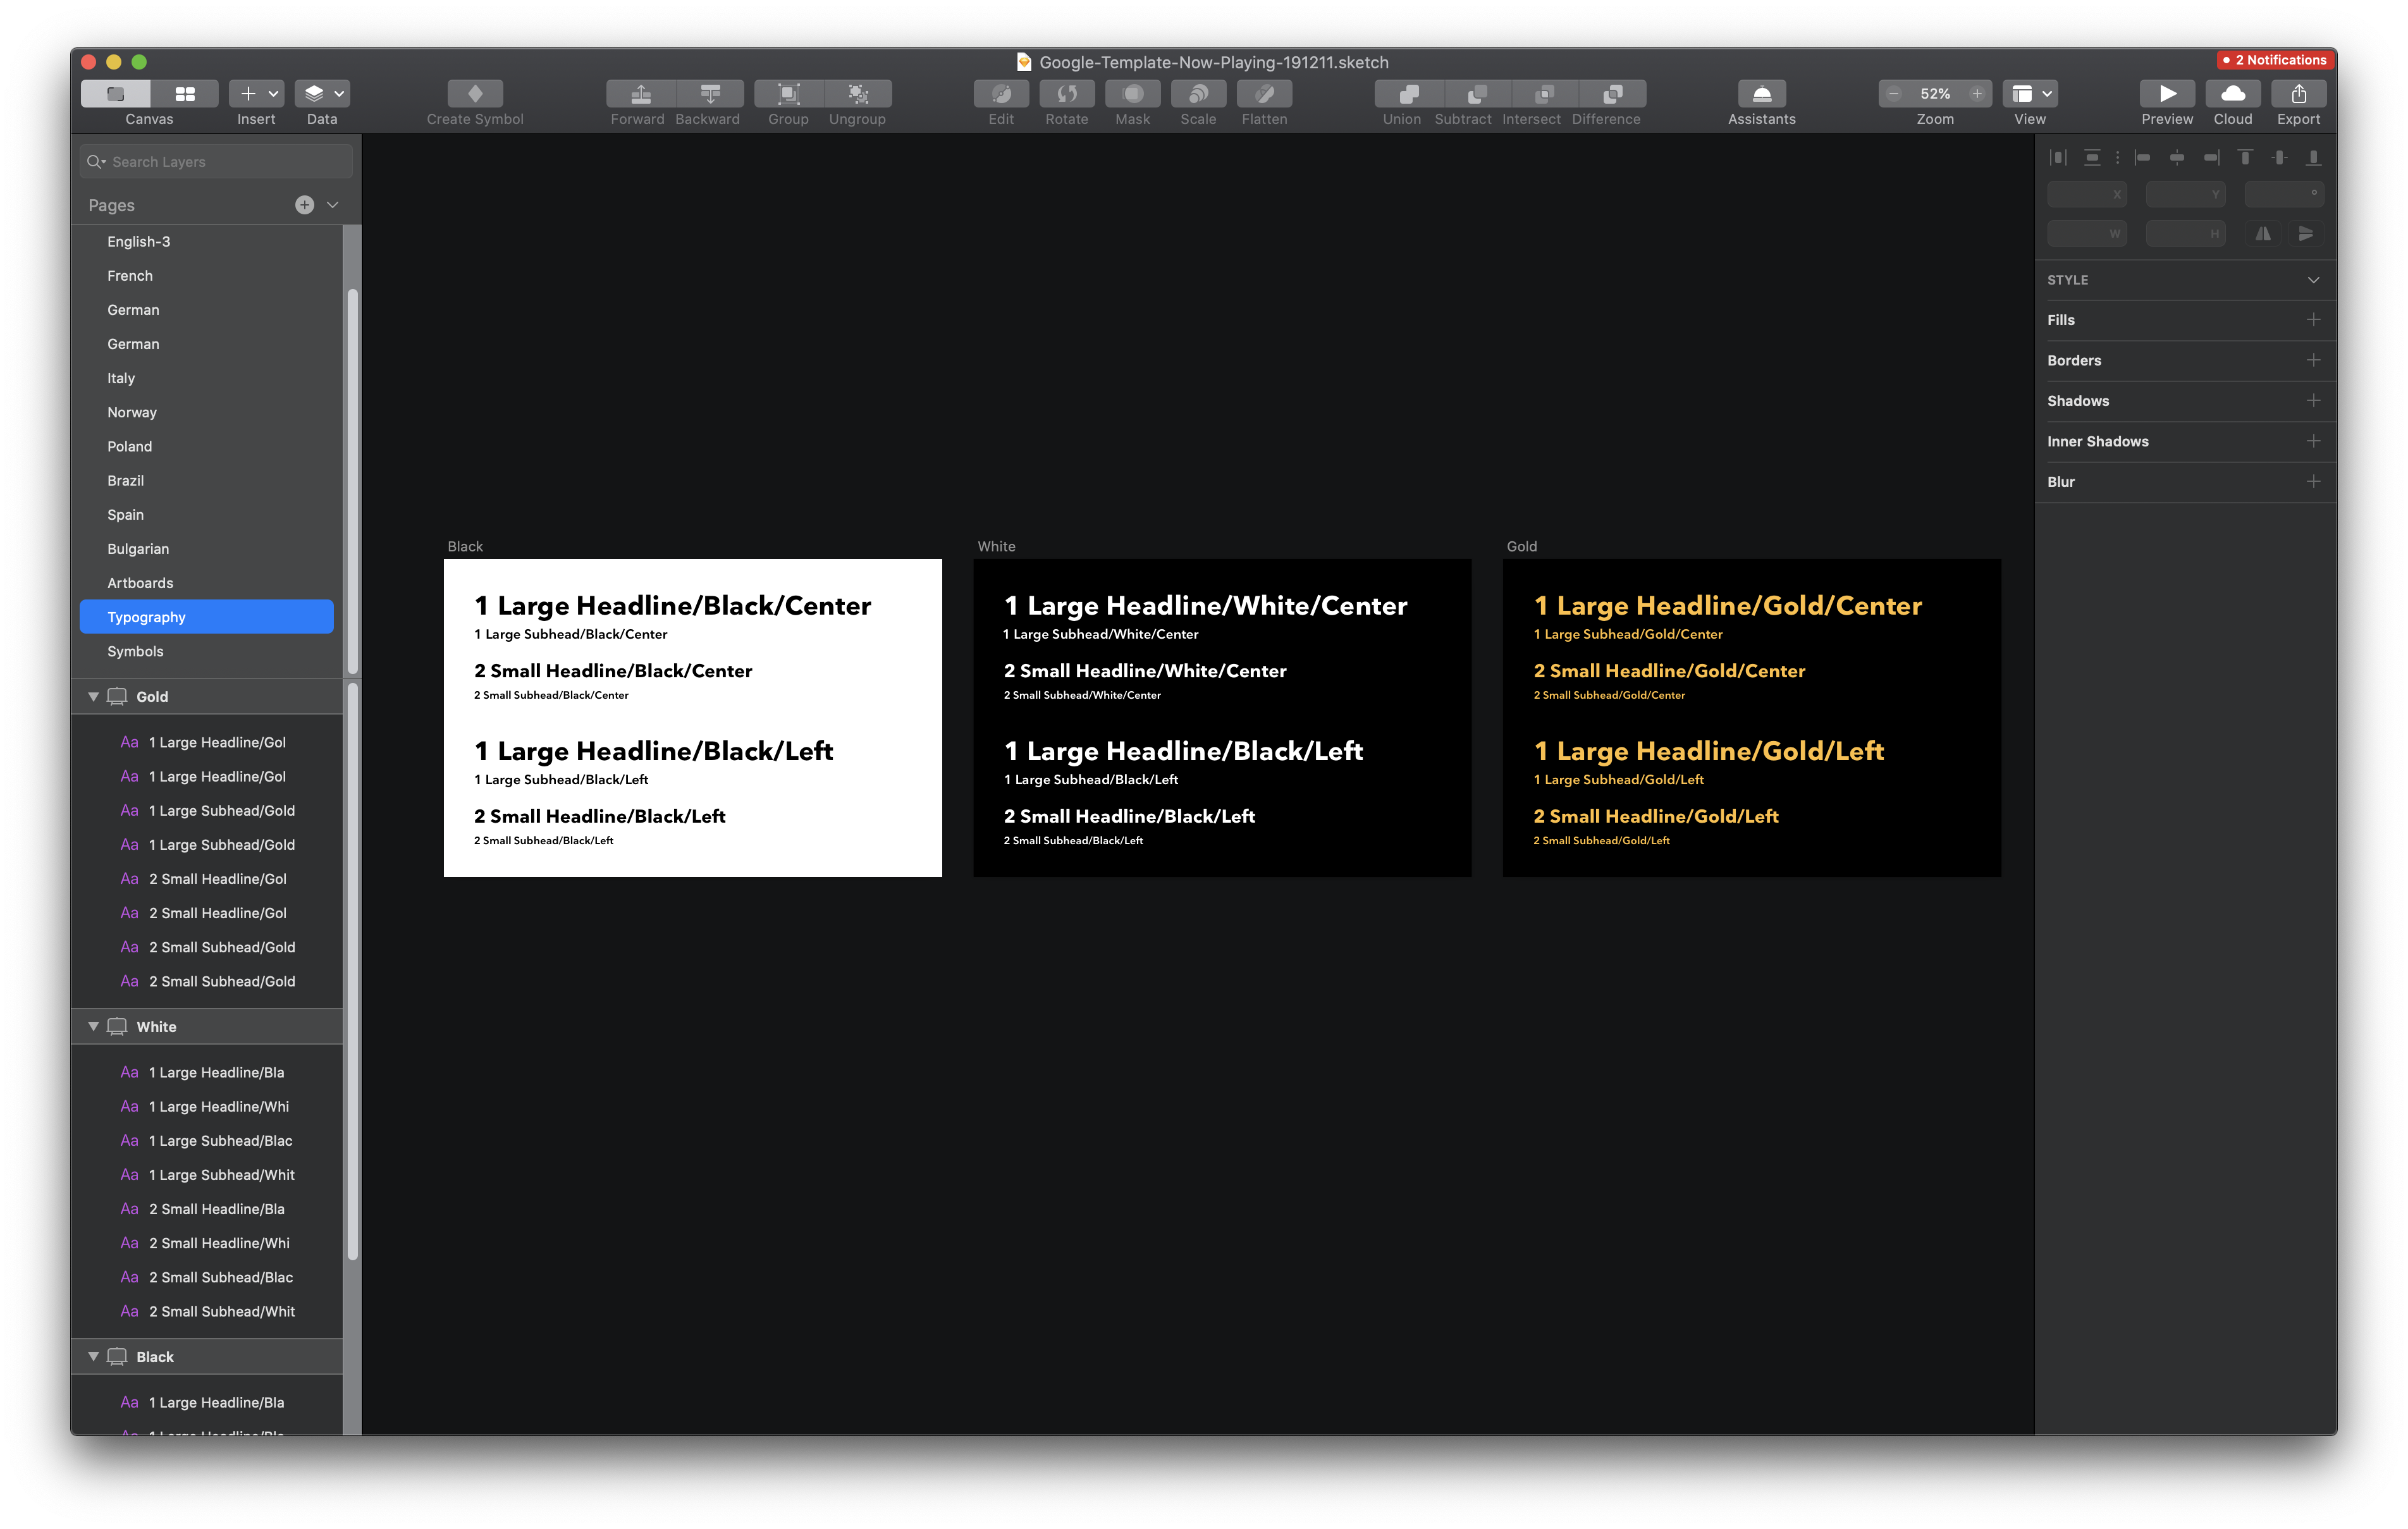 Google-Template-Now-Playing-191211.sketch
2 Notifications
52%
Canvas
Insert
Data
Create Symbol
Forward
Backward
Group
Ungroup
Edit
Rotate
Mask
Scale
Flatten
Union
Subtract
Intersect
Difference
Assistants
Zoom
View
Preview
Cloud
Export
Search Layers
Pages
English-3
French
German
German
Italy
Norway
Poland
Brazil
Spain
Bulgarian
Artboards
Typography
Symbols
Gold
Aa 1 Large Headline/Gol
Aa 1 Large Headline/Gol
Aa 1 Large Subhead/Gold
Aa 1 Large Subhead/Gold
Aa 2 Small Headline/Gol
Aa 2 Small Headline/Gol
Aa 2 Small Subhead/Gold
Aa 2 Small Subhead/Gold
White
Aa 1 Large Headline/Bla
Aa 1 Large Headline/Whi
Aa 1 Large Subhead/Blac
Aa 1 Large Subhead/Whit
Aa 2 Small Headline/Bla
Aa 2 Small Headline/Whi
Aa 2 Small Subhead/Blac
Aa 2 Small Subhead/Whit
Black
Aa 1 Large Headline/Bla
Black
1 Large Headline/Black/Center
1 Large Subhead/Black/Center
2 Small Headline/Black/Center
2 Small Subhead/Black/Center
1 Large Headline/Black/Left
1 Large Subhead/Black/Left
2 Small Headline/Black/Left
2 Small Subhead/Black/Left
White
1 Large Headline/White/Center
1 Large Subhead/White/Center
2 Small Headline/White/Center
2 Small Subhead/White/Center
1 Large Headline/Black/Left
1 Large Subhead/Black/Left
2 Small Headline/Black/Left
2 Small Subhead/Black/Left
Gold
1 Large Headline/Gold/Center
1 Large Subhead/Gold/Center
2 Small Headline/Gold/Center
2 Small Subhead/Gold/Center
1 Large Headline/Gold/Left
1 Large Subhead/Gold/Left
2 Small Headline/Gold/Left
2 Small Subhead/Gold/Left
X
Y
°
W
H
STYLE
Fills
Borders
Shadows
Inner Shadows
Blur